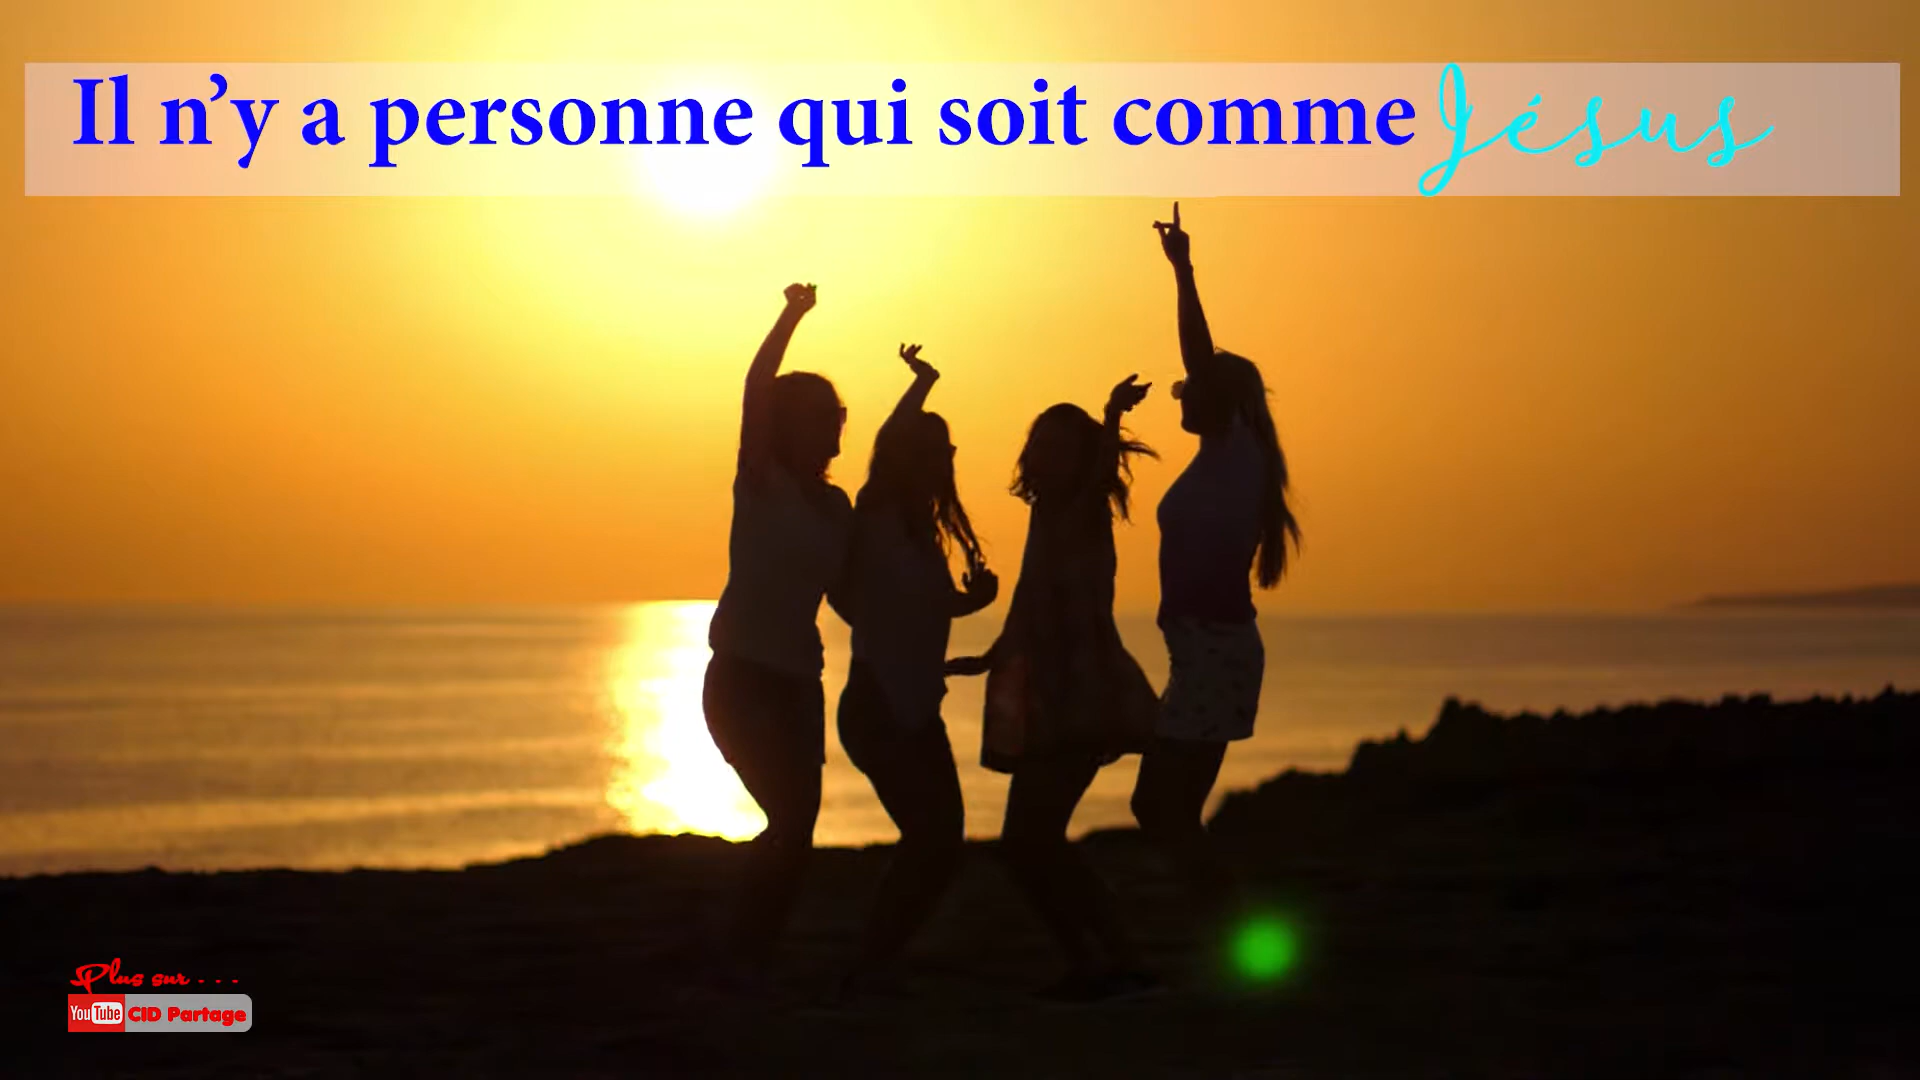 Il n’y a personne qui soit comme Jésus
Plus sur . . .
YouTube CID Partage